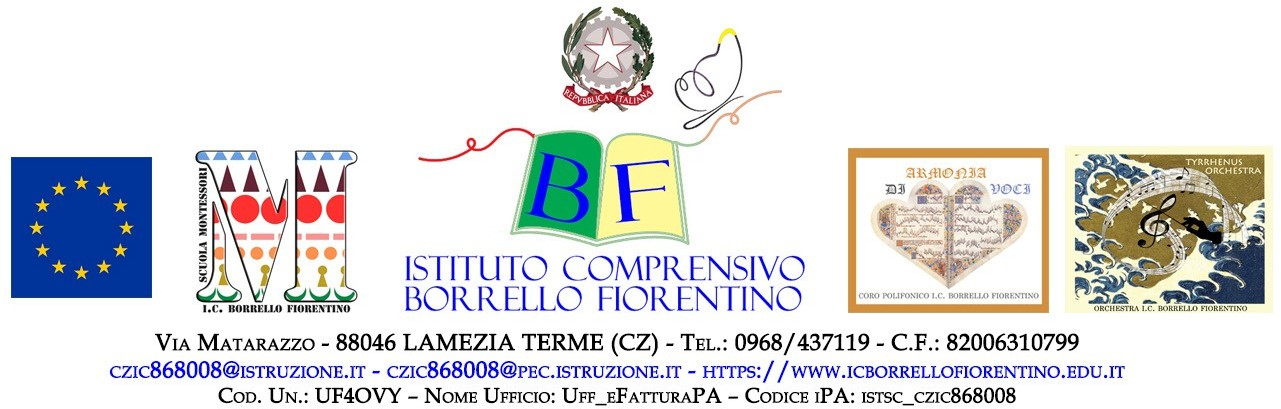 REPVBBLICA ITALIANA
BF
SCUOLA MONTESSORI
M
I.C. BORRELLO FIORENTINO
ISTITUTO COMPRENSIVO
BORRELLO FIORENTINO
ARMONIA
DI VOCI
CORO POLIFONICO I.C. BORRELLO FIORENTINO
TYRRHENUS
ORCHESTRA
ORCHESTRA I.C. BORRELLO FIORENTINO
VIA MATARAZZO - 88046 LAMEZIA TERME (CZ) - TEL.: 0968/437119 - C.F.: 82006310799
CZIC868008@ISTRUZIONE.IT - CZIC868008@PEC.ISTRUZIONE.IT - HTTPS://WWW.ICBORRELLOFIORENTINO.EDU.IT
COD. UN.: UF4OVY – NOME UFFICIO: UFF_EFATTURAPA – CODICE IPA: ISTSC_CZIC868008